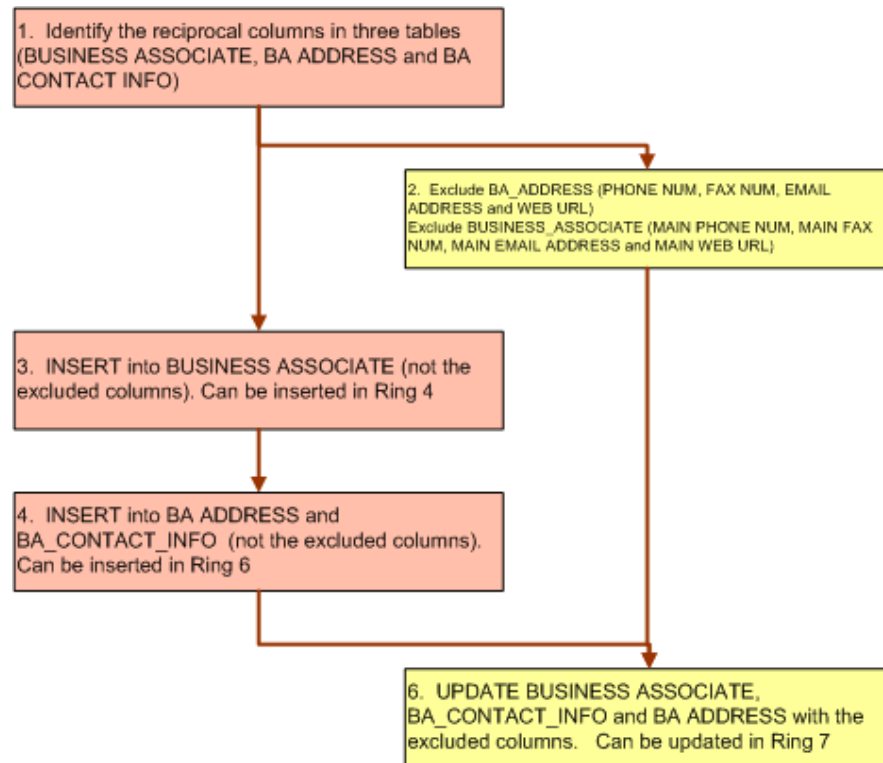 1.  Identify the reciprocal columns in three tables
(BUSINESS ASSOCIATE, BA ADDRESS and BA
CONTACT INFO)
2.  Exclude BA_ADDRESS (PHONE NUM, FAX NUM, EMAIL
ADDRESS and WEB URL)
Exclude BUSINESS_ASSOCIATE (MAIN PHONE NUM, MAIN FAX
NUM, MAIN EMAIL ADDRESS and MAIN WEB URL)
3.  INSERT into BUSINESS ASSOCIATE (not the
excluded columns). Can be inserted in Ring 4
4.  INSERT into BA ADDRESS and
BA_CONTACT_INFO  (not the excluded columns).
Can be inserted in Ring 6
6.  UPDATE BUSINESS ASSOCIATE,
BA_CONTACT_INFO and BA ADDRESS with the
excluded columns.   Can be updated in Ring 7